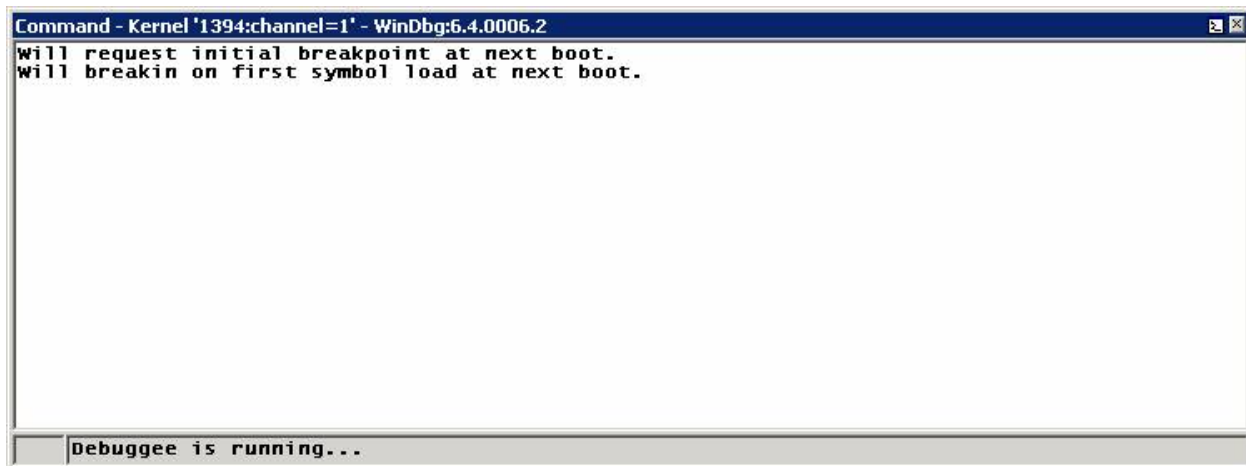 Command - Kernel '1394:channel=1' - WinDbg:6.4.0006.2
Will request initial breakpoint at next boot.
Will breakin on first symbol load at next boot.
Debuggee is running...